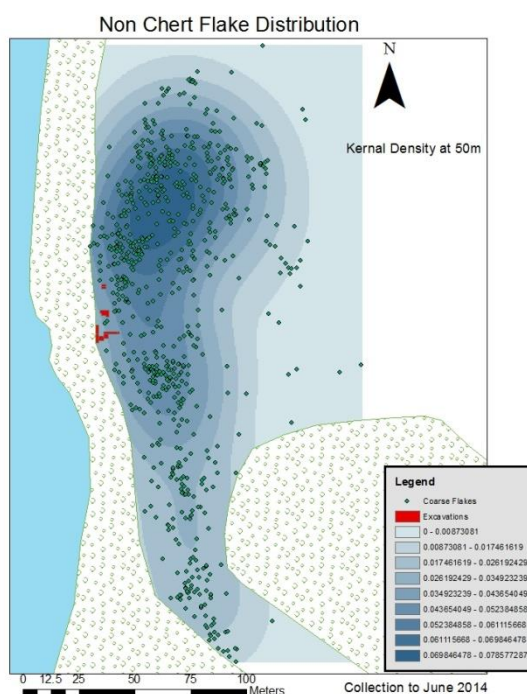 Non Chert Flake Distribution
N
Kernal Density at 50m
Legend
Coarse Flakes
Excavations
0 - 0.00873081
0.00873081 - 0.017461619
0.017461619 - 0.026192429
0.026192429 - 0.034923239
0.034923239 - 0.043654049
0.043654049 - 0.052384858
0.052384858 - 0.061115668
0.061115668 - 0.069846478
0.069846478 - 0.078577287
0 12.5 25 50 75 100
Meters
Collection to June 2014